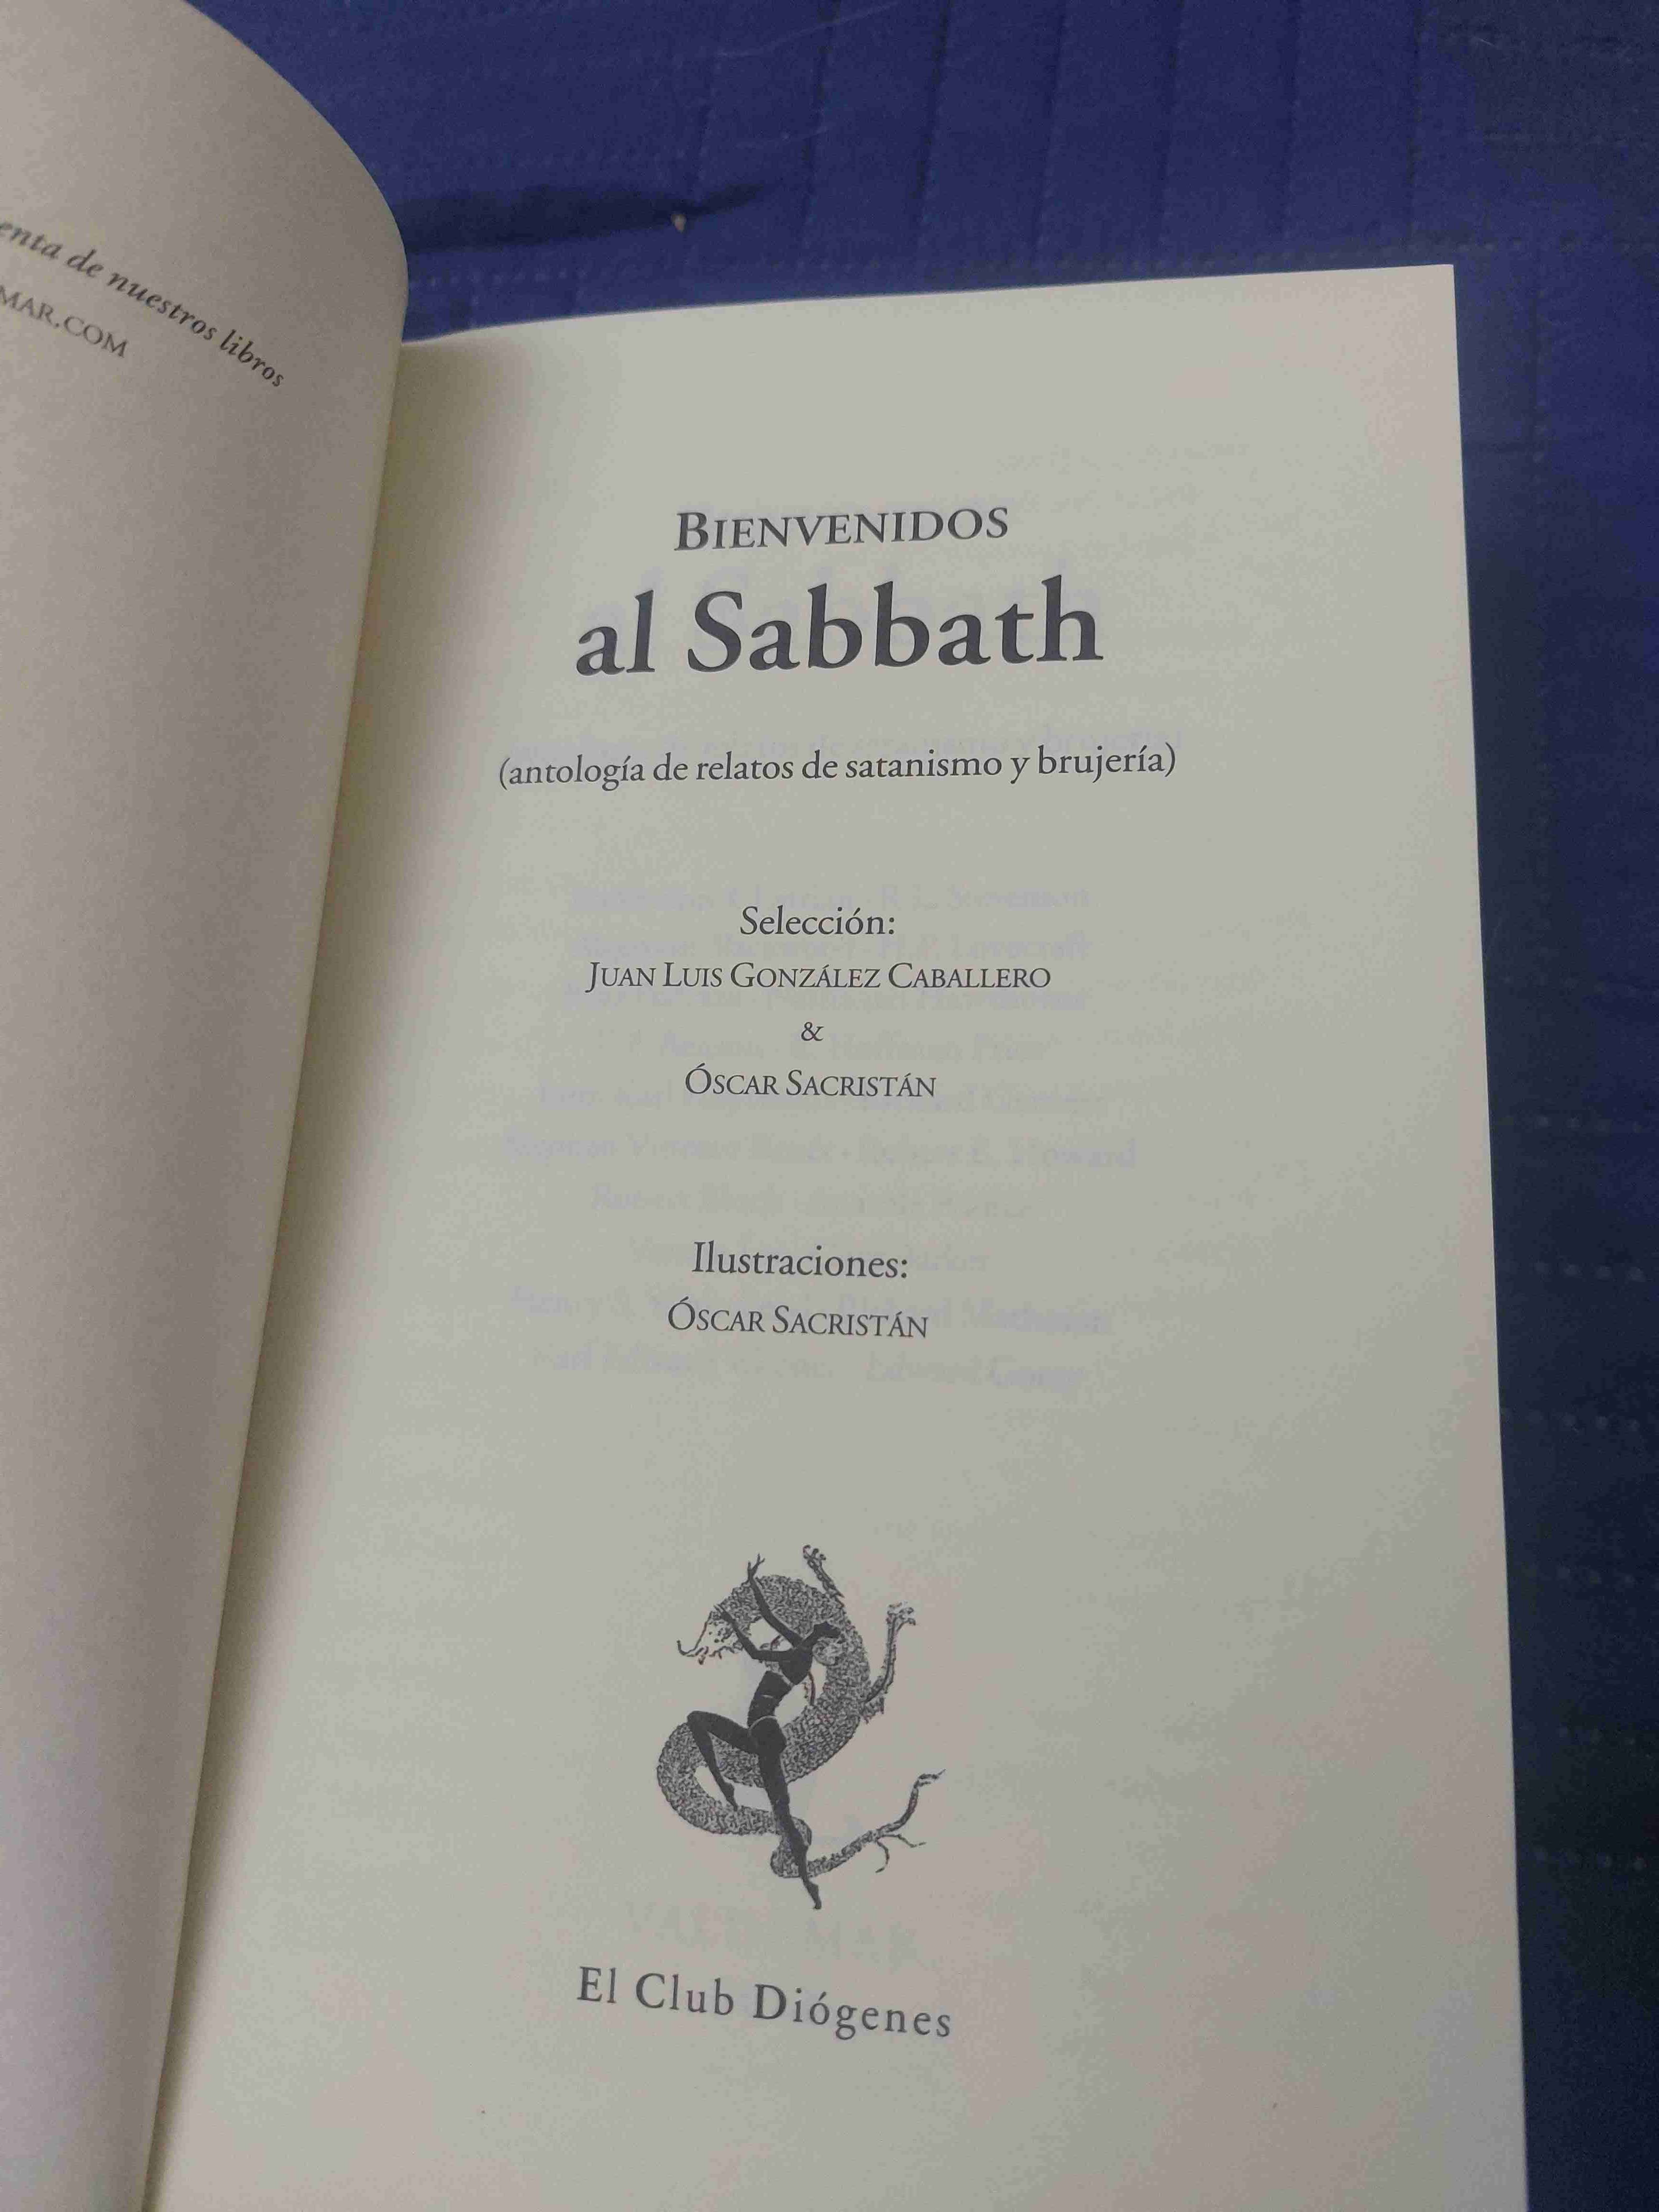 enta de nuestros libros
MAR.COM
BIENVENIDOS
al Sabbath
(antología de relatos de satanismo y brujería)
Selección:
JUAN LUIS GONZÁLEZ CABALLERO
&
ÓSCAR SACRISTÁN
Ilustraciones:
ÓSCAR SACRISTÁN
El Club Diógenes